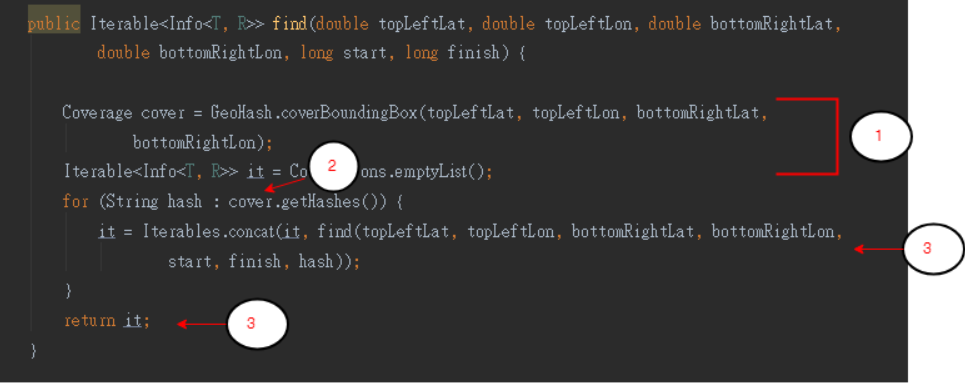 public Iterable<Info<T, R>> find(double topLeftLat, double topLeftLon, double bottomRightLat,
double bottomRightLon, long start, long finish) {
Coverage cover = GeoHash.coverBoundingBox(topLeftLat, topLeftLon, bottomRightLat,
bottomRightLon);
1
Iterable<Info<T, R>> it = Co ons.emptyList();
2
for (String hash : cover.getHashes()) {
it = Iterables.concat(it, find(topLeftLat, topLeftLon, bottomRightLat, bottomRightLon,
3
start, finish, hash));
}
return it;
3
}